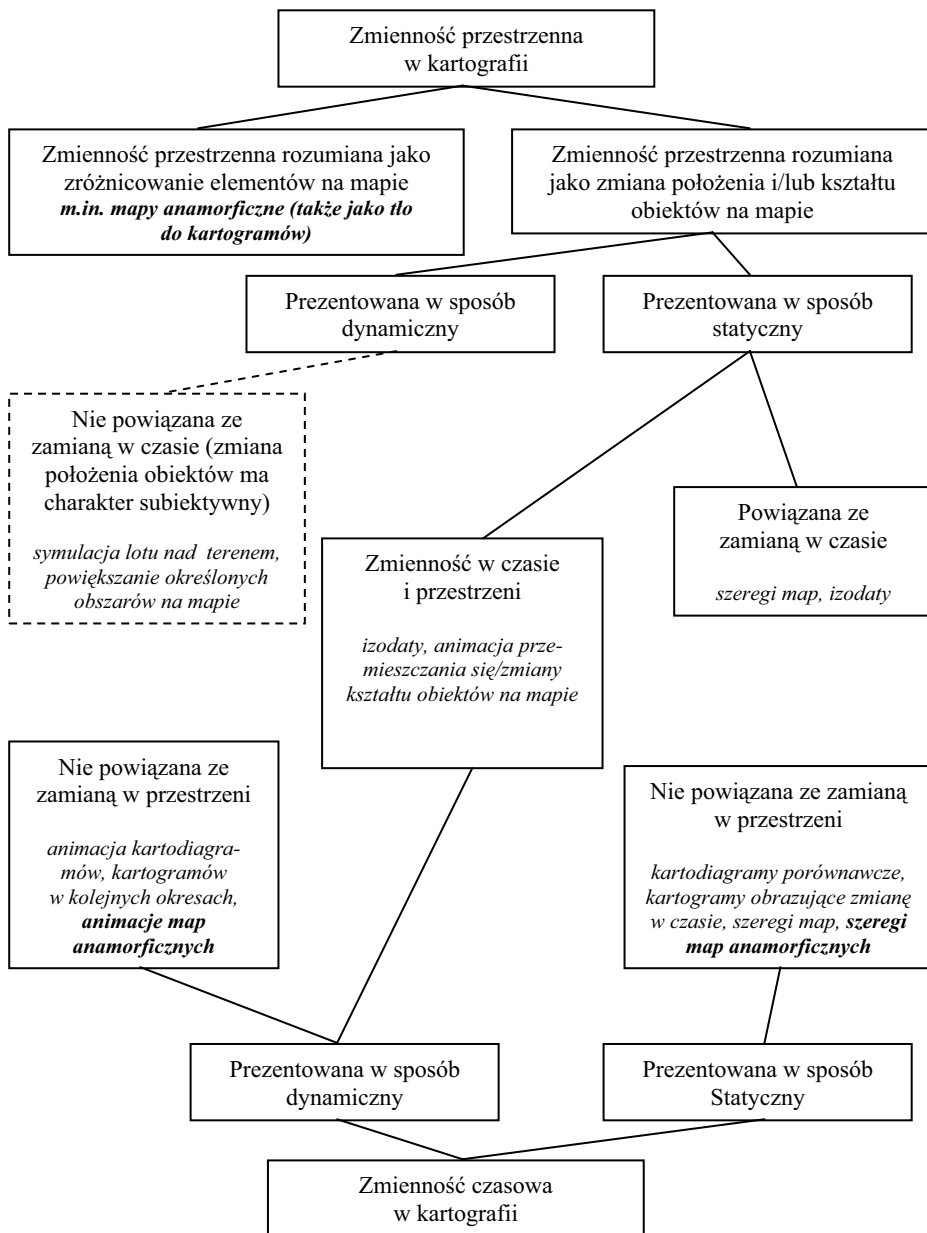 Zmienność przestrzenna
w kartografii
Zmienność przestrzenna rozumiana jako
zróżnicowanie elementów na mapie
m.in. mapy anamorficzne (także jako tło
do kartogramów)
Zmienność przestrzenna rozumiana
jako zmiana położenia i/lub kształtu
obiektów na mapie
Prezentowana w sposób
dynamiczny
Prezentowana w sposób
statyczny
Nie powiązana ze
zamianą w czasie (zmiana
położenia obiektów ma
charakter subiektywny)
symulacja lotu nad terenem,
powiększanie określonych
obszarów na mapie
Powiązana ze
zamianą w czasie
szeregi map, izodaty
Zmienność w czasie
i przestrzeni
izodaty, animacja prze-
mieszczania się/zmiany
kształtu obiektów na mapie
Nie powiązana ze
zamianą w przestrzeni
animacja kartodiagra-
mów, kartogramów
w kolejnych okresach,
animacje map
anamorficznych
Nie powiązana ze zamianą
w przestrzeni
kartodiagramy porównawcze,
kartogramy obrazujące zmianę
w czasie, szeregi map, szeregi
map anamorficznych
Prezentowana w sposób
dynamiczny
Prezentowana w sposób
Statyczny
Zmienność czasowa
w kartografii